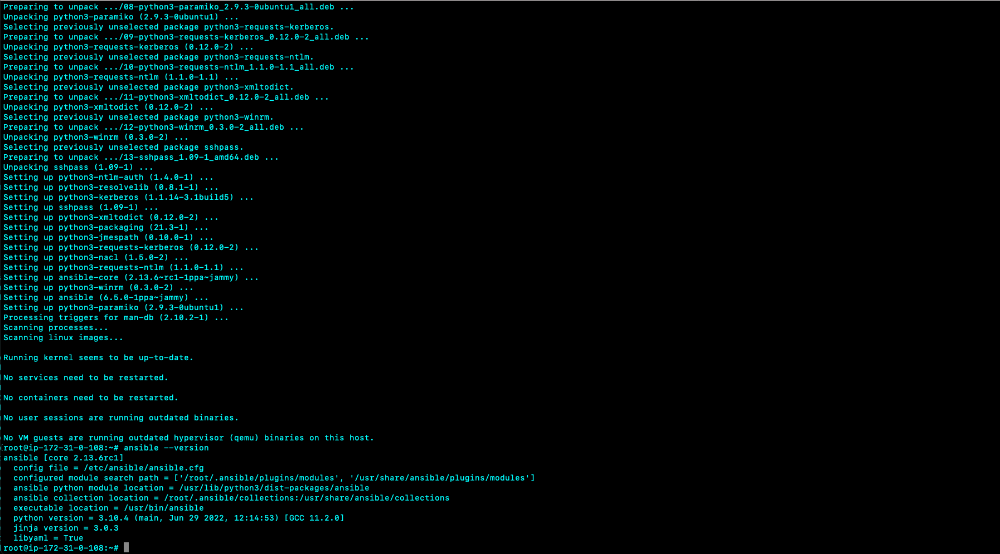 Preparing to unpack .../08-python3-paramiko_2.9.3-0ubuntu1_all.deb ...
Unpacking python3-paramiko (2.9.3-0ubuntu1) ...
Selecting previously unselected package python3-requests-kerberos.
Preparing to unpack .../09-python3-requests-kerberos_0.12.0-2_all.deb ...
Unpacking python3-requests-kerberos (0.12.0-2) ...
Selecting previously unselected package python3-requests-ntlm.
Preparing to unpack .../10-python3-requests-ntlm_1.1.0-1.1_all.deb ...
Unpacking python3-requests-ntlm (1.1.0-1.1) ...
Selecting previously unselected package python3-xmltodict.
Preparing to unpack .../11-python3-xmltodict_0.12.0-2_all.deb ...
Unpacking python3-xmltodict (0.12.0-2) ...
Selecting previously unselected package python3-winrm.
Preparing to unpack .../12-python3-winrm_0.3.0-2_all.deb ...
Unpacking python3-winrm (0.3.0-2) ...
Selecting previously unselected package sshpass.
Preparing to unpack .../13-sshpass_1.09-1_amd64.deb ...
Unpacking sshpass (1.09-1) ...
Setting up python3-ntlm-auth (1.4.0-1) ...
Setting up python3-resolvelib (0.8.1-1) ...
Setting up python3-kerberos (1.1.14-3.1build5) ...
Setting up sshpass (1.09-1) ...
Setting up python3-xmltodict (0.12.0-2) ...
Setting up python3-packaging (21.3-1) ...
Setting up python3-jmespath (0.10.0-1) ...
Setting up python3-requests-kerberos (0.12.0-2) ...
Setting up python3-nacl (1.5.0-2) ...
Setting up python3-requests-ntlm (1.1.0-1.1) ...
Setting up ansible-core (2.13.6~rc1-1ppa~jammy) ...
Setting up python3-winrm (0.3.0-2) ...
Setting up ansible (6.5.0-1ppa~jammy) ...
Setting up python3-paramiko (2.9.3-0ubuntu1) ...
Processing triggers for man-db (2.10.2-1) ...
Scanning processes...
Scanning linux images...
Running kernel seems to be up-to-date.
No services need to be restarted.
No containers need to be restarted.
No user sessions are running outdated binaries.
No VM guests are running outdated hypervisor (qemu) binaries on this host.
root@ip-172-31-0-108:~# ansible --version
ansible [core 2.13.6rc1]
  config file = /etc/ansible/ansible.cfg
  configured module search path = ['/root/.ansible/plugins/modules', '/usr/share/ansible/plugins/modules']
  ansible python module location = /usr/lib/python3/dist-packages/ansible
  ansible collection location = /root/.ansible/collections:/usr/share/ansible/collections
  executable location = /usr/bin/ansible
  python version = 3.10.4 (main, Jun 29 2022, 12:14:53) [GCC 11.2.0]
  jinja version = 3.0.3
  libyaml = True
root@ip-172-31-0-108:~#